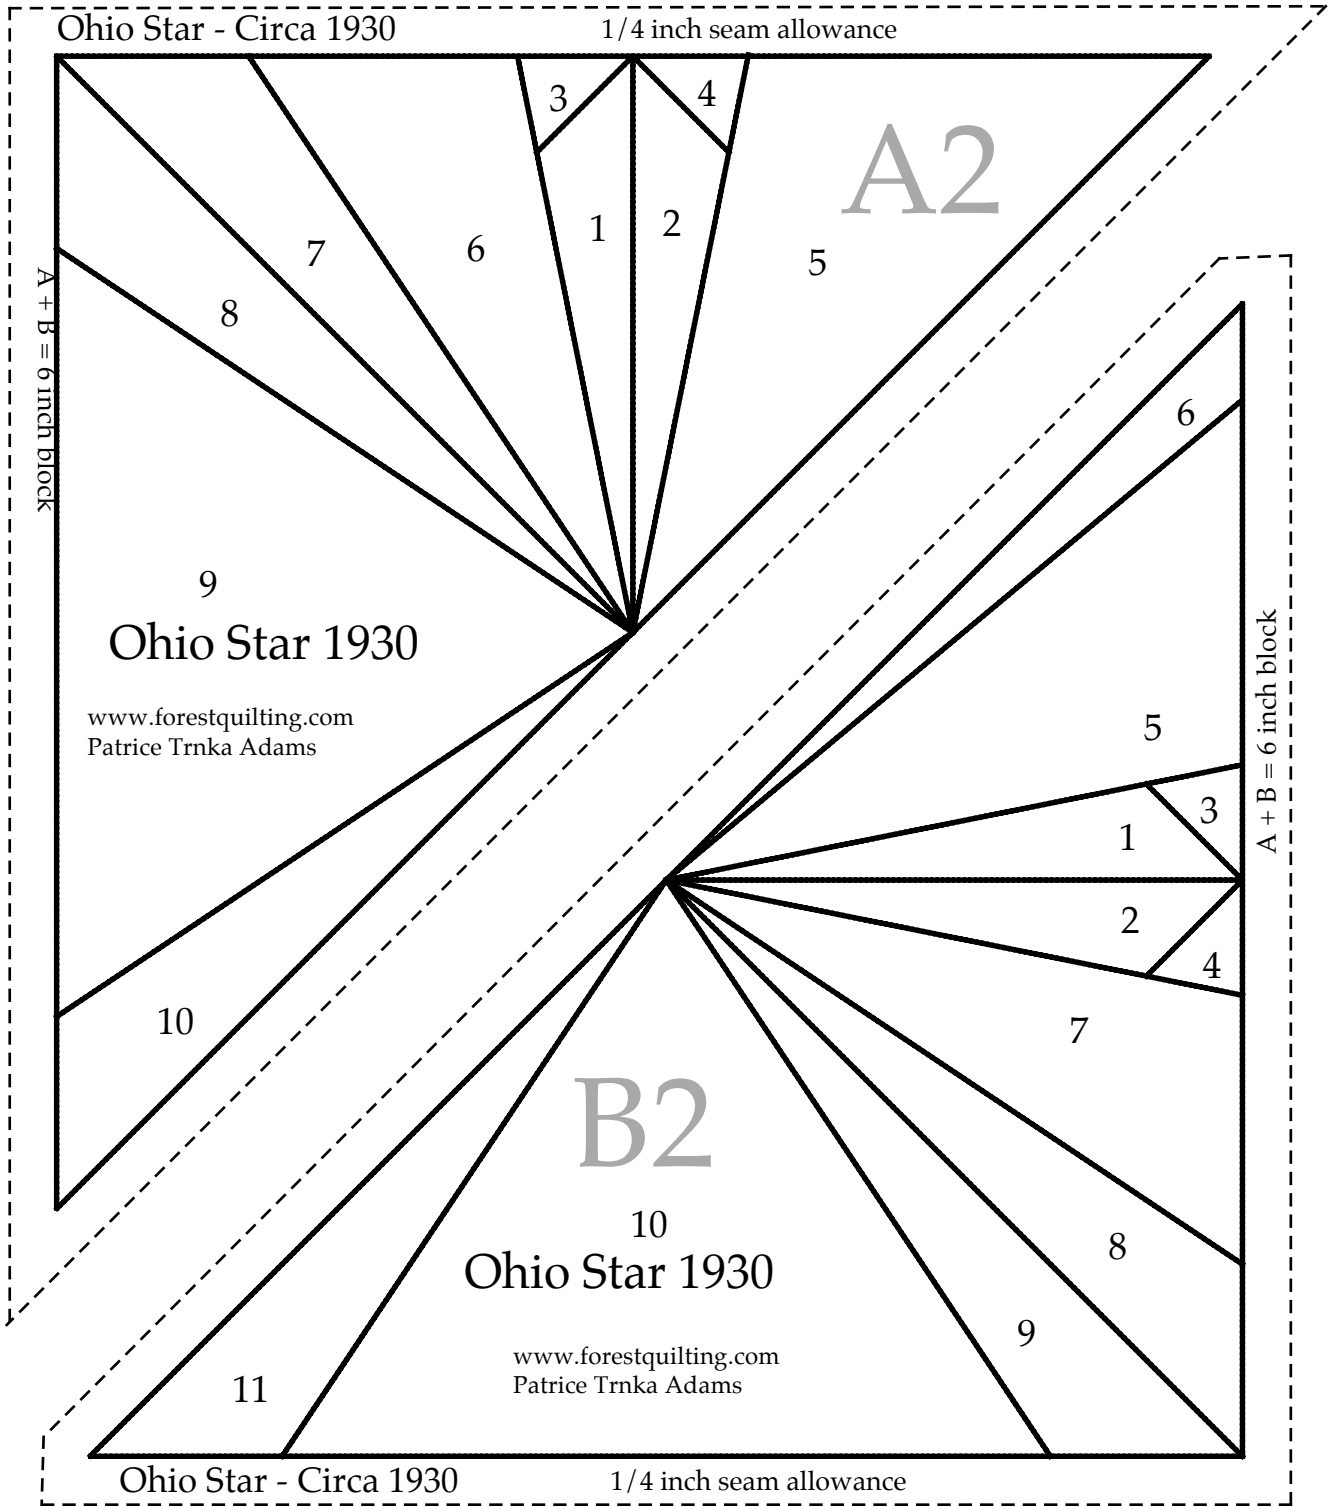 Ohio Star - Circa 1930
1/4 inch seam allowance
3
4
A2
1
2
5
6
7
8
A + B = 6 inch block
9
Ohio Star 1930
www.forestquilting.com
Patrice Trnka Adams
10
6
5
A + B = 6 inch block
3
1
2
4
7
B2
10
Ohio Star 1930
8
9
www.forestquilting.com
Patrice Trnka Adams
11
Ohio Star - Circa 1930
1/4 inch seam allowance